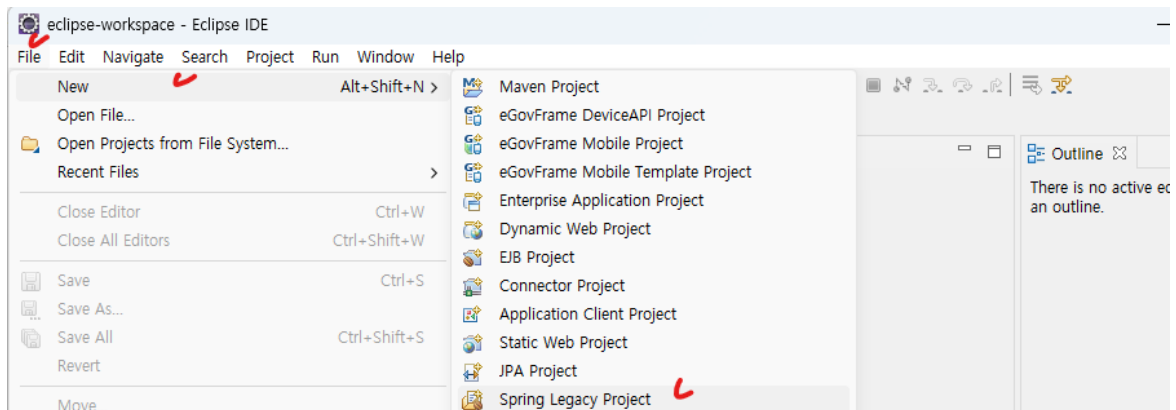 eclipse-workspace - Eclipse IDE
File Edit Navigate Search Project Run Window Help
New Alt+Shift+N >
Open File...
Open Projects from File System...
Recent Files >
Close Editor Ctrl+W
Close All Editors Ctrl+Shift+W
Save Ctrl+S
Save As...
Save All Ctrl+Shift+S
Revert
Move
Maven Project
eGovFrame DeviceAPI Project
eGovFrame Mobile Project
eGovFrame Mobile Template Project
Enterprise Application Project
Dynamic Web Project
EJB Project
Connector Project
Application Client Project
Static Web Project
JPA Project
Spring Legacy Project
Outline
There is no active
an outline.